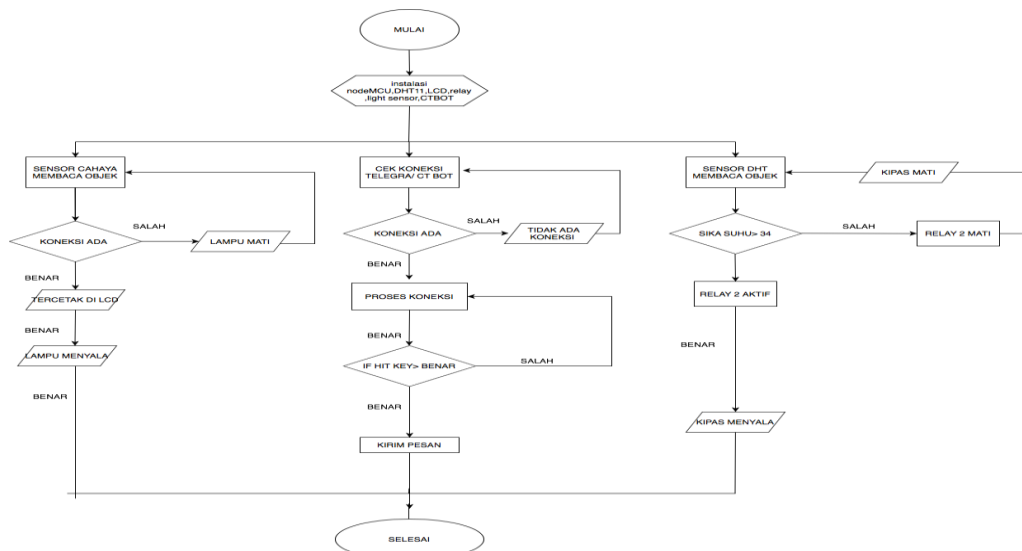 MULAI
instalasi
nodeMCU,DHT11,LCD,relay
,light sensor,CTBOT
SENSOR CAHAYA
MEMBACA OBJEK
KONEKSI ADA
SALAH
LAMPU MATI
BENAR
TERCETAK DI LCD
BENAR
LAMPU MENYALA
BENAR
CEK KONEKSI
TELEGRA/ CT BOT
KONEKSI ADA
SALAH
TIDAK ADA
KONEKSI
BENAR
PROSES KONEKSI
BENAR
IF HIT KEY> BENAR
SALAH
BENAR
KIRIM PESAN
SENSOR DHT
MEMBACA OBJEK
KIPAS MATI
SIKA SUHU> 34
SALAH
RELAY 2 MATI
RELAY 2 AKTIF
BENAR
KIPAS MENYALA
SELESAI